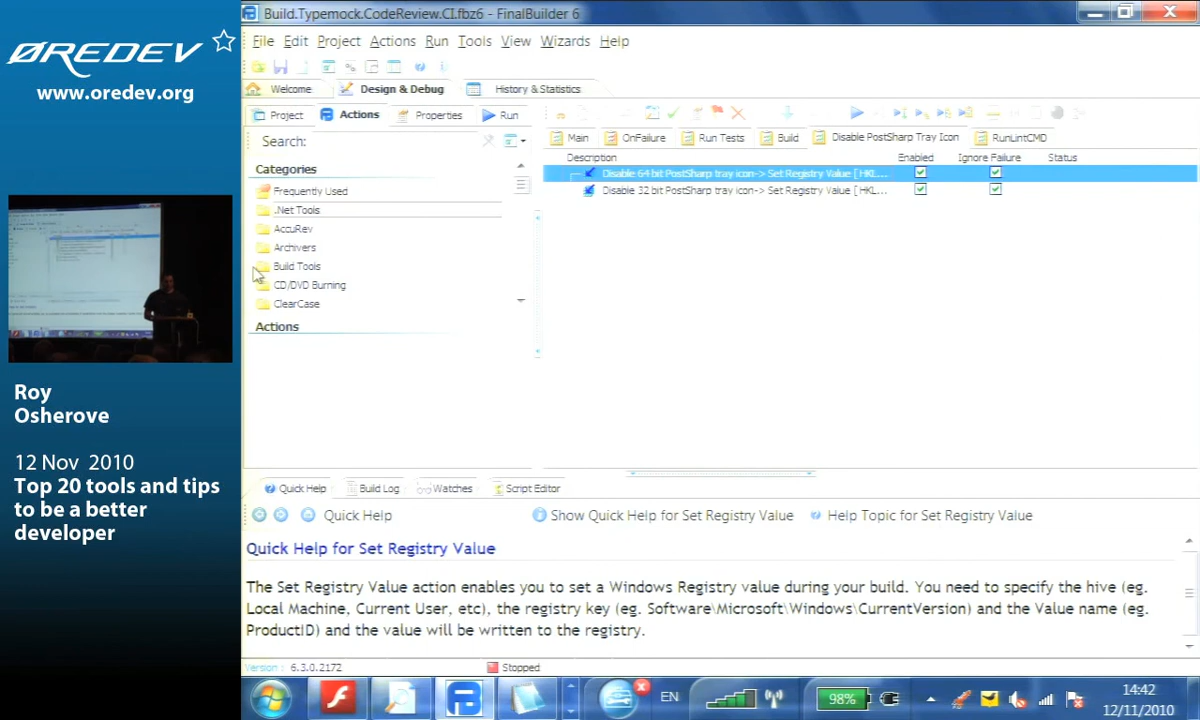 ØREDEV
www.oredev.org
Roy
Osherove
12 Nov 2010
Top 20 tools and tips
to be a better
developer
Build.Typemock.CodeReview.CI.fbz6 - FinalBuilder 6
File Edit Project Actions Run Tools View Wizards Help
Welcome Design & Debug History & Statistics
Project Actions Properties Run
Search:
Categories
Frequently Used
.Net Tools
AccuRev
Archivers
Build Tools
CD/DVD Burning
ClearCase
Actions
Main OnFailure Run Tests Build Disable PostSharp Tray Icon RunLintCMD
Description Enabled Ignore Failure Status
Disable 64 bit PostSharp tray icon-> Set Registry Value [ HKL...
Disable 32 bit PostSharp tray icon-> Set Registry Value [ HKL...
Quick Help Build Log Watches Script Editor
Quick Help Show Quick Help for Set Registry Value Help Topic for Set Registry Value
Quick Help for Set Registry Value
The Set Registry Value action enables you to set a Windows Registry value during your build. You need to specify the hive (eg.
Local Machine, Current User, etc), the registry key (eg. Software\Microsoft\Windows\CurrentVersion) and the Value name (eg.
ProductID) and the value will be written to the registry.
Version : 6.3.0.2172 Stopped
EN 98% 14:42
12/11/2010